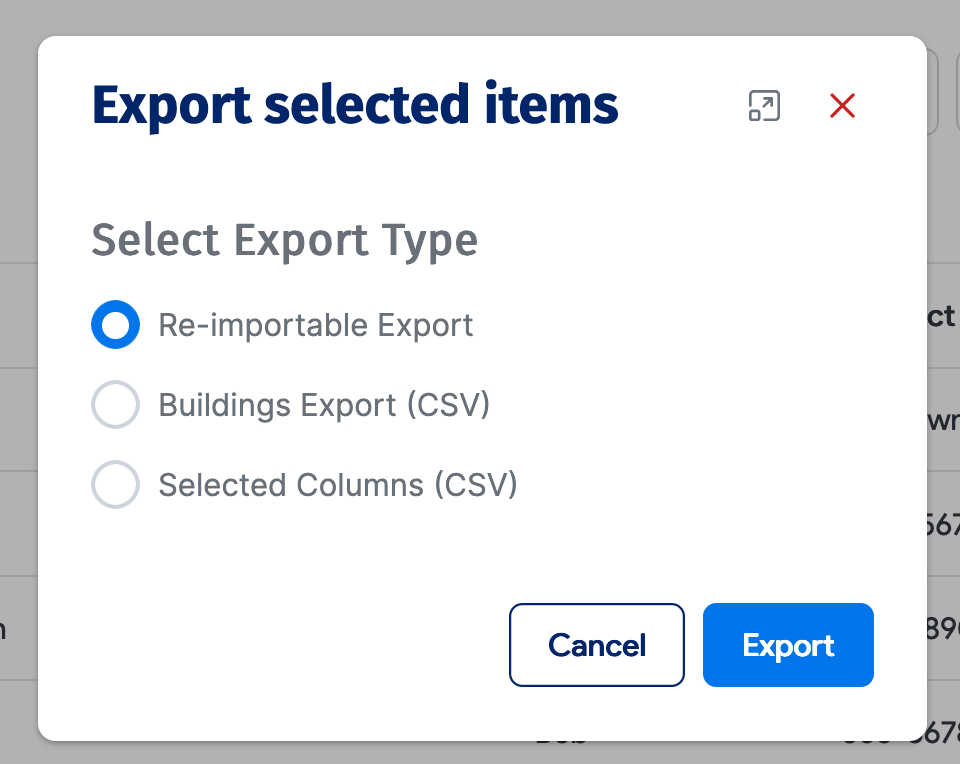 Export selected items
Select Export Type
Re-importable Export
Buildings Export (CSV)
Selected Columns (CSV)
Cancel
Export